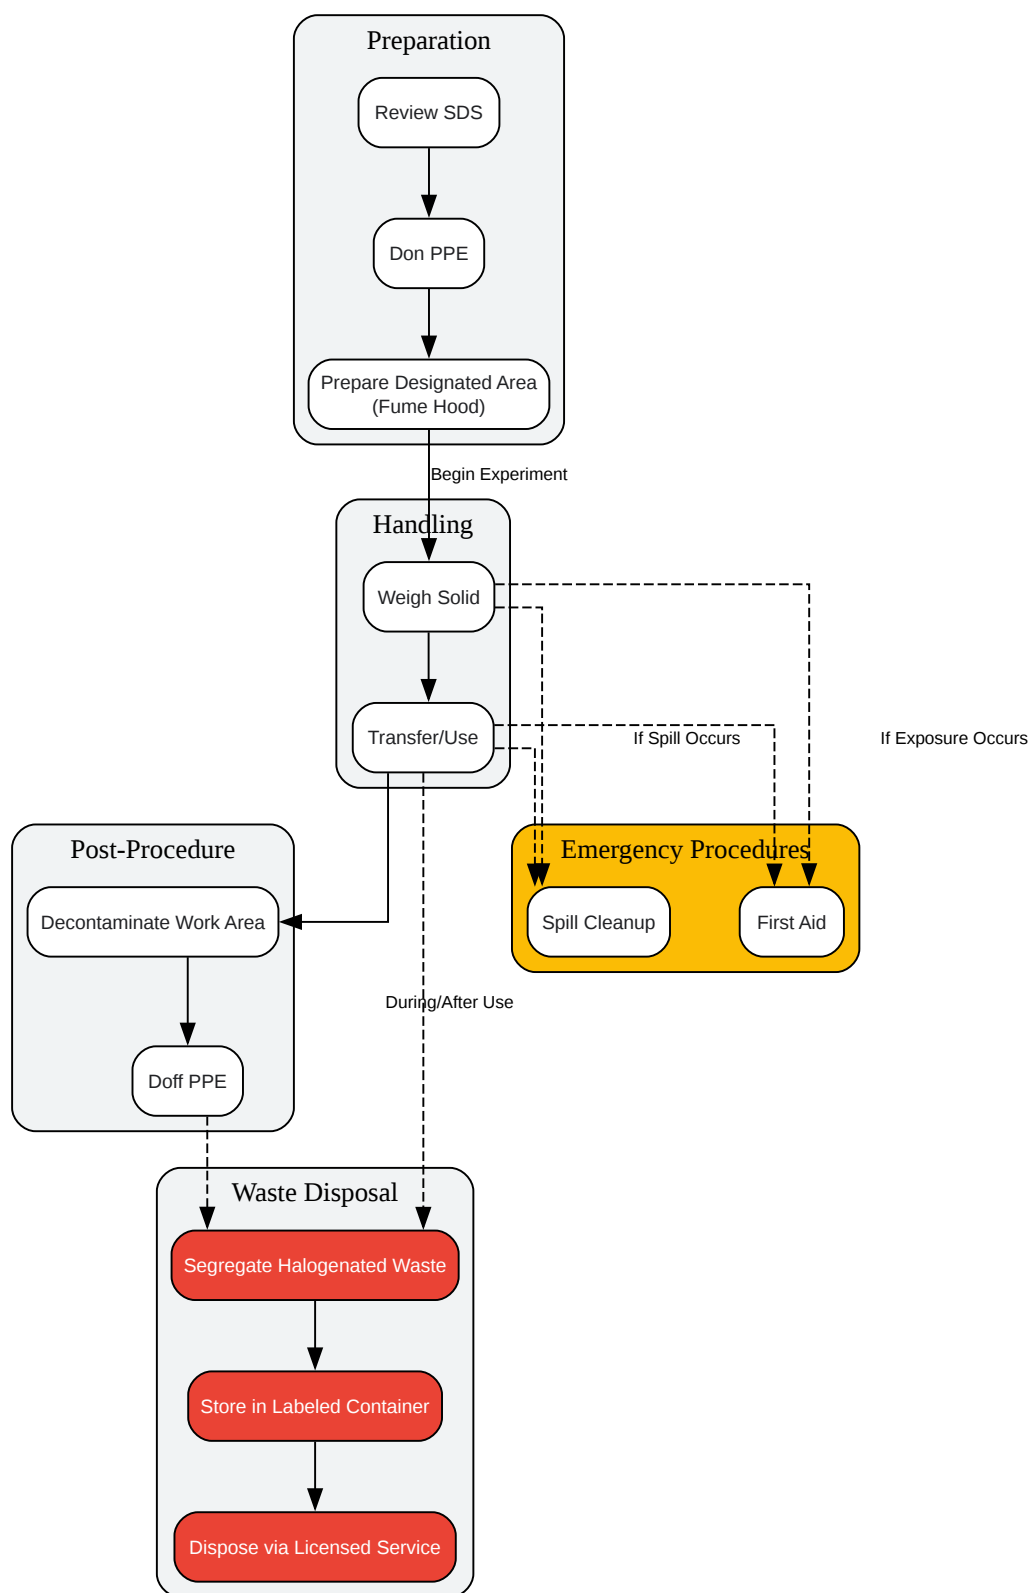 Preparation
Review SDS
Don PPE
Prepare Designated Area
(Fume Hood)
Begin Experiment
Handling
Weigh Solid
Transfer/Use
If Spill Occurs
If Exposure Occurs
Post-Procedure
Emergency Procedures
Decontaminate Work Area
Spill Cleanup
First Aid
During/After Use
Doff PPE
Waste Disposal
Segregate Halogenated Waste
Store in Labeled Container
Dispose via Licensed Service